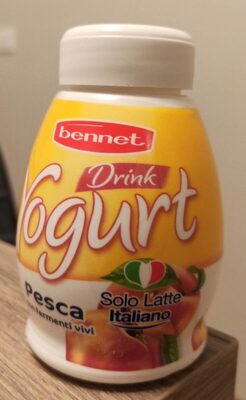 bennet
Drink
Yogurt
Pesca
fermenti vivi
Solo Latte
Italiano